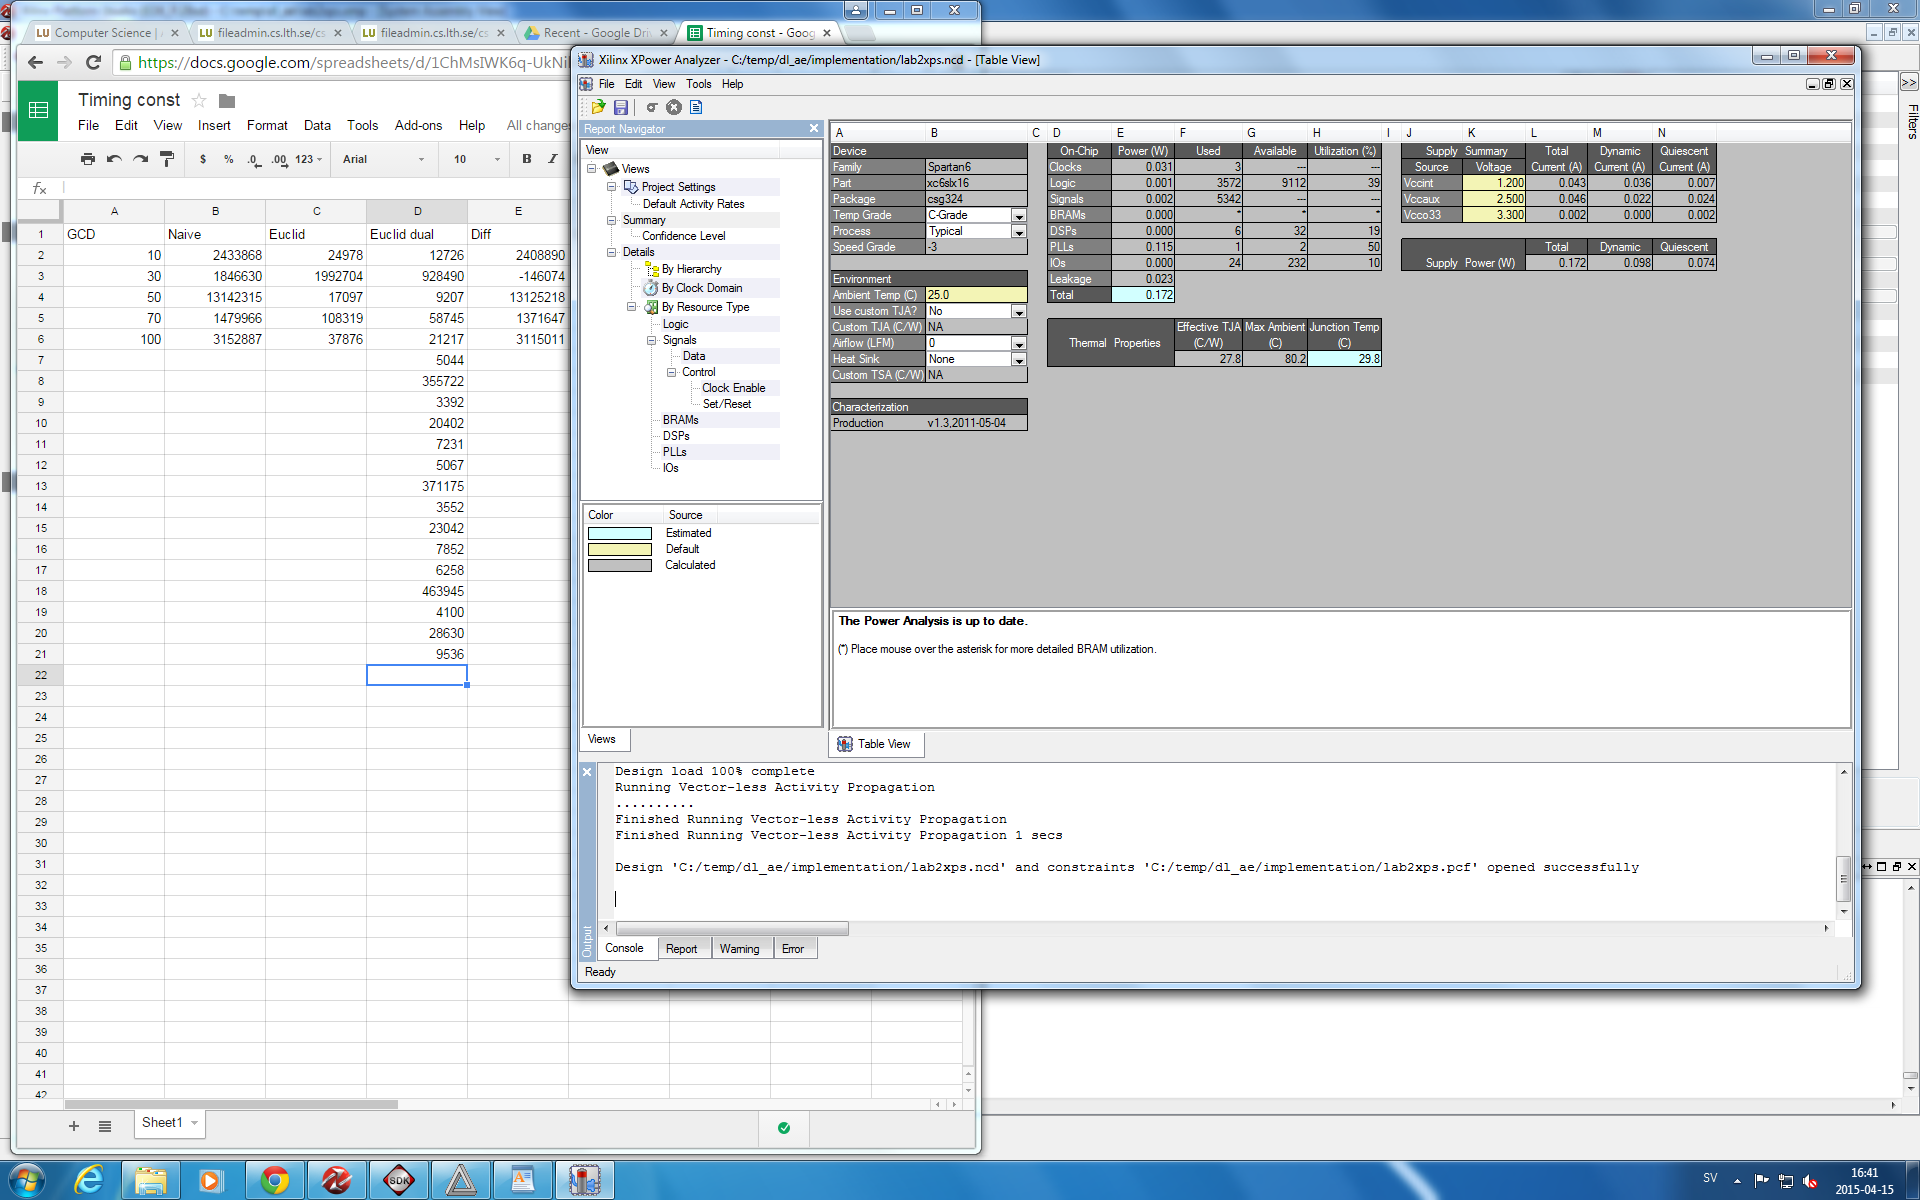 Computer Science |
fileadmin.cs.lth.se/cs
fileadmin.cs.lth.se/cs
Recent - Google Dri
Timing const - Goog
https://docs.google.com/spreadsheets/d/1ChMsIWK6q-UkNil
Timing const
File Edit View Insert Format Data Tools Add-ons Help All change
$ % .0 .00 123 Arial 10 B I
fx
A B C D E
1 GCD Naive Euclid Euclid dual Diff
2 10 2433868 24978 12726 2408890
3 30 1846630 1992704 928490 -146074
4 50 13142315 17097 9207 13125218
5 70 1479966 108319 58745 1371647
6 100 3152887 37876 21217 3115011
7 5044
8 355722
9 3392
10 20402
11 7231
12 5067
13 371175
14 3552
15 23042
16 7852
17 6258
18 463945
19 4100
20 28630
21 9536
22
23
24
25
26
27
28
29
30
31
32
33
34
35
36
37
38
39
40
41
42
Sheet1
Xilinx XPower Analyzer - C:/temp/dl_ae/implementation/lab2xps.ncd - [Table View]
File Edit View Tools Help
Report Navigator
View
Views
Project Settings
Default Activity Rates
Summary
Confidence Level
Details
By Hierarchy
By Clock Domain
By Resource Type
Logic
Signals
Data
Control
Clock Enable
Set/Reset
BRAMs
DSPs
PLLs
IOs
Color Source
Estimated
Default
Calculated
Views
A B C D E F G H I J K L M N
Device
Family Spartan6
Part xc6slx16
Package csg324
Temp Grade C-Grade
Process Typical
Speed Grade -3
Environment
Ambient Temp (C) 25.0
Use custom TJA? No
Custom TJA (C/W) NA
Airflow (LFM) 0
Heat Sink None
Custom TSA (C/W) NA
Characterization
Production v1.3,2011-05-04
On-Chip Power (W) Used Available Utilization (%)
Clocks 0.031 3 --- ---
Logic 0.001 3572 9112 39
Signals 0.002 5342 --- ---
BRAMs 0.000 * * *
DSPs 0.000 6 32 19
PLLs 0.115 1 2 50
IOs 0.000 24 232 10
Leakage 0.023
Total 0.172
Thermal Properties Effective TJA (C/W) Max Ambient (C) Junction Temp (C)
27.8 80.2 29.8
Supply Summary Total Dynamic Quiescent
Source Voltage Current (A) Current (A) Current (A)
Vccint 1.200 0.043 0.036 0.007
Vccaux 2.500 0.046 0.022 0.024
Vcco33 3.300 0.002 0.000 0.002
Total Dynamic Quiescent
Supply Power (W) 0.172 0.098 0.074
The Power Analysis is up to date.
(*) Place mouse over the asterisk for more detailed BRAM utilization.
Table View
Design load 100% complete
Running Vector-less Activity Propagation
..........
Finished Running Vector-less Activity Propagation
Finished Running Vector-less Activity Propagation 1 secs
Design 'C:/temp/dl_ae/implementation/lab2xps.ncd' and constraints 'C:/temp/dl_ae/implementation/lab2xps.pcf' opened successfully
Output
Console Report Warning Error
Ready
>>
Filters
SDK
SV
16:41
2015-04-15